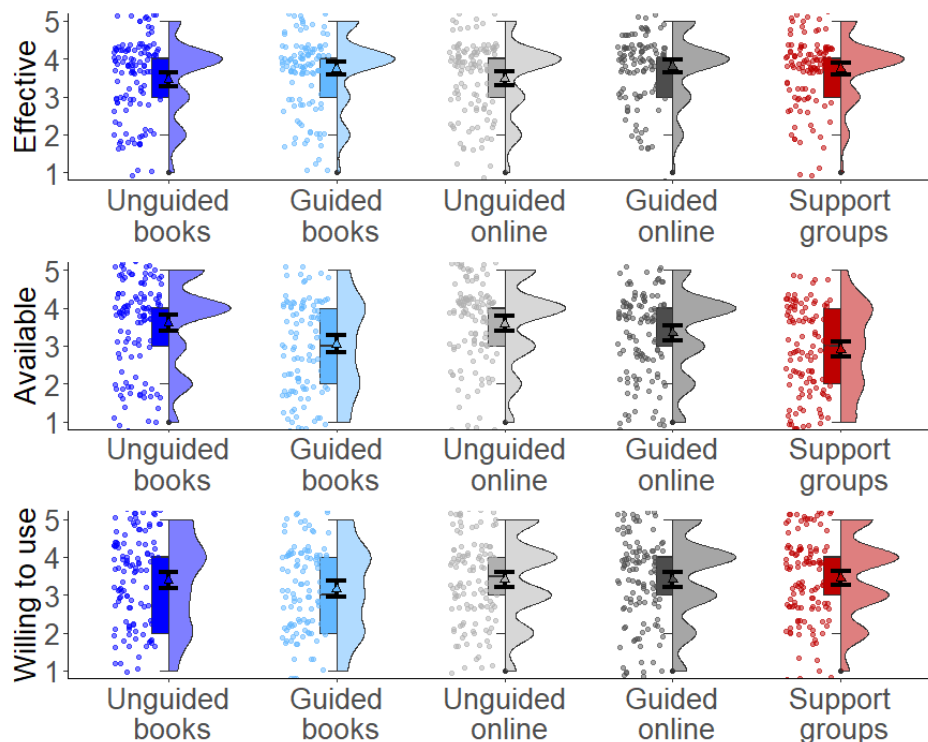 Effective
5
4
3
2
1
Unguided books
Guided books
Unguided online
Guided online
Support groups
Available
5
4
3
2
1
Unguided books
Guided books
Unguided online
Guided online
Support groups
Willing to use
5
4
3
2
1
Unguided books
Guided books
Unguided online
Guided online
Support groups